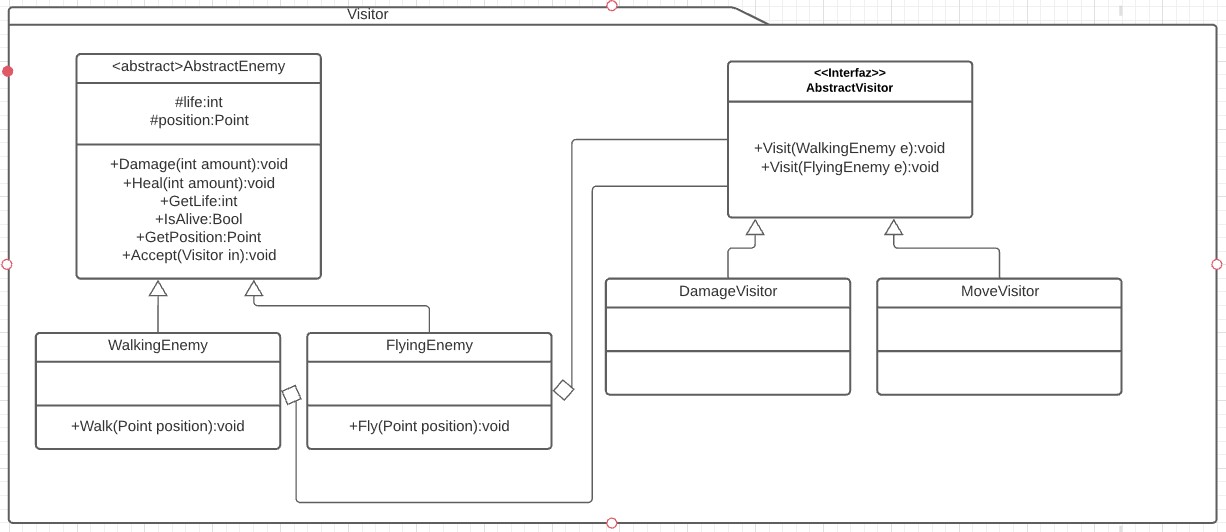 Visitor
<abstract>AbstractEnemy
#life:int
#position:Point
+Damage(int amount):void
+Heal(int amount):void
+GetLife:int
+IsAlive:Bool
+GetPosition:Point
+Accept(Visitor in):void
<<Interfaz>>
AbstractVisitor
+Visit(WalkingEnemy e):void
+Visit(FlyingEnemy e):void
WalkingEnemy
+Walk(Point position):void
FlyingEnemy
+Fly(Point position):void
DamageVisitor
MoveVisitor